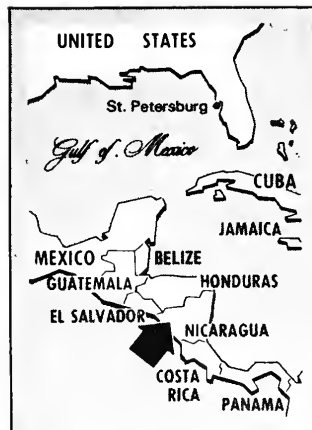 UNITED STATES
St. Petersburg
Gulf of Mexico
CUBA
JAMAICA
MEXICO
BELIZE
GUATEMALA
HONDURAS
EL SALVADOR
NICARAGUA
COSTA
RICA
PANAMA